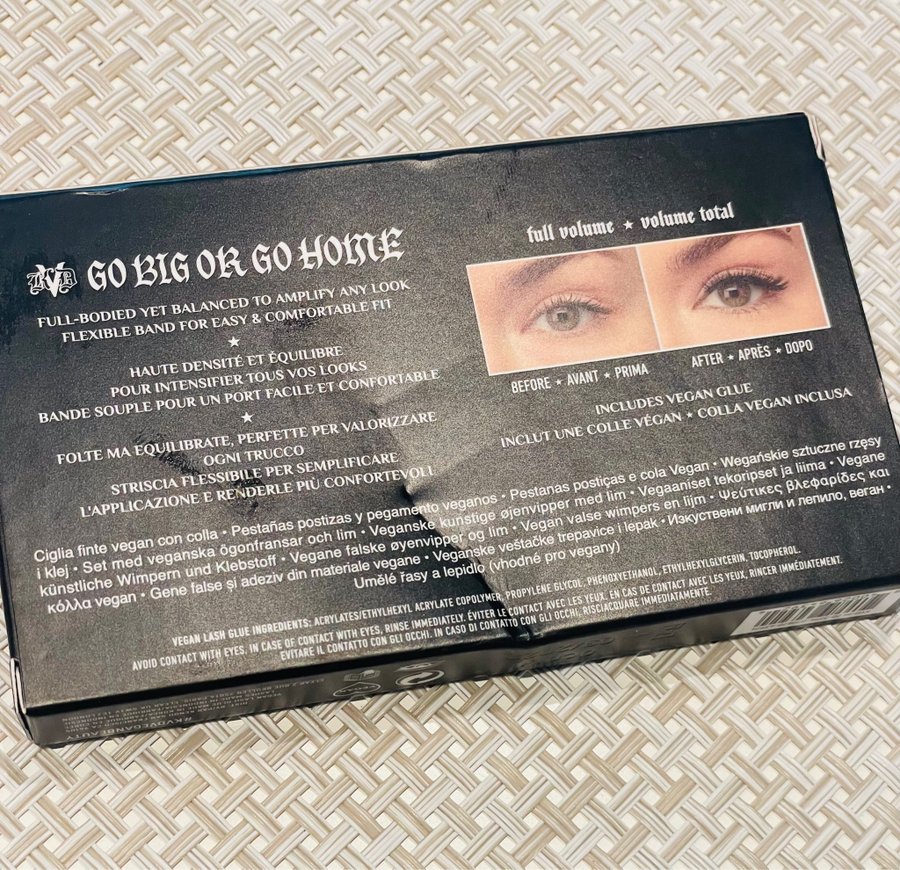 KVD GO BIG OR GO HOME
FULL-BODIED YET BALANCED TO AMPLIFY ANY LOOK
FLEXIBLE BAND FOR EASY & COMFORTABLE FIT
★
HAUTE DENSITÉ ET ÉQUILIBRE
POUR INTENSIFIER TOUS VOS LOOKS
BANDE SOUPLE POUR UN PORT FACILE ET CONFORTABLE
★
FOLTE MA EQUILIBRATE, PERFETTE PER VALORIZZARE
OGNI TRUCCO
STRISCIA FLESSIBILE PER SEMPLIFICARE
L'APPLICAZIONE E RENDERLE PIÙ CONFORTEVOLI
full volume ★ volume total
BEFORE ★ AVANT ★ PRIMA
AFTER ★ APRÈS ★ DOPO
INCLUDES VEGAN GLUE
INCLUT UNE COLLE VÉGAN ★ COLLA VEGAN INCLUSA
Ciglia finte vegan con colla • Pestañas postizas y pegamento veganos • Pestanas postiças e cola Vegan • Wegańskie sztuczne rzęsy
i klej • Set med veganska ögonfransar och lim • Veganske kunstige øjenvipper med lim • Vegaaniset tekoripset ja liima • Vegane
künstliche Wimpern und Klebstoff • Vegane falske øyenvipper og lim • Vegan valse wimpers en lijm • Ψεύτικες βλεφαρίδες και
κόλλα vegan • Gene false și adeziv din materiale vegane • Veganske veštačke trepavice i lepak • Изкуствени мигли и лепило, веган •
Umělé řasy a lepidlo (vhodné pro vegany)
VEGAN LASH GLUE INGREDIENTS: ACRYLATES/ETHYLHEXYL ACRYLATE COPOLYMER, PROPYLENE GLYCOL, PHENOXYETHANOL, ETHYLHEXYLGLYCERIN, TOCOPHEROL.
AVOID CONTACT WITH EYES. IN CASE OF CONTACT WITH EYES, RINSE IMMEDIATELY. ÉVITER LE CONTACT AVEC LES YEUX. EN CAS DE CONTACT AVEC LES YEUX, RINCER IMMÉDIATEMENT.
EVITARE IL CONTATTO CON GLI OCCHI. IN CASO DI CONTATTO CON GLI OCCHI, RISCIACQUARE IMMEDIATAMENTE.
#KVDVEGANBEAUTY